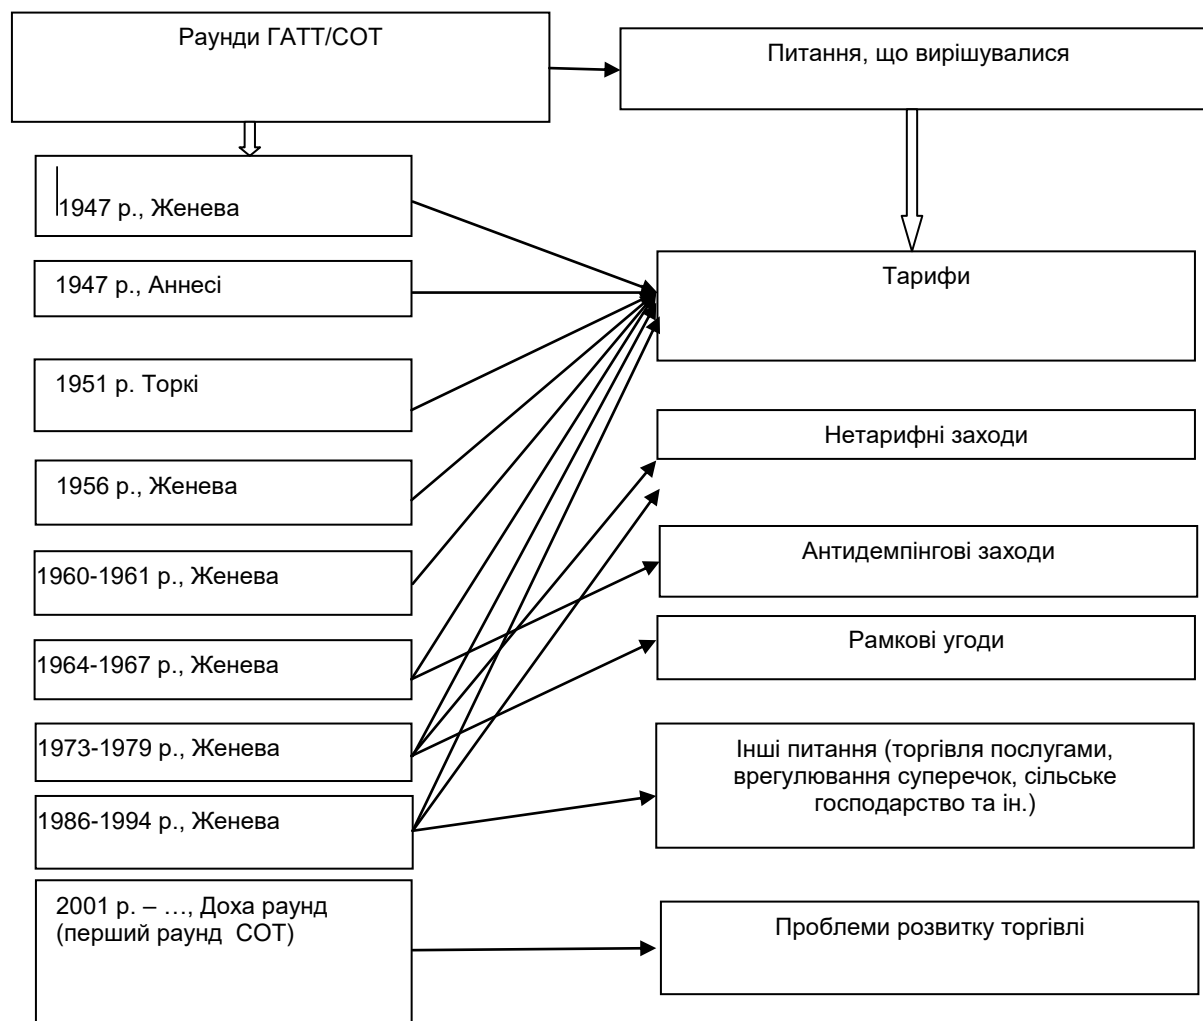 Раунди ГАТТ/СОТ
Питання, що вирішувалися
1947 р., Женева
1947 р., Аннесі
1951 р. Торкі
1956 р., Женева
1960-1961 р., Женева
1964-1967 р., Женева
1973-1979 р., Женева
1986-1994 р., Женева
2001 р. – …, Доха раунд
(перший раунд СОТ)
Тарифи
Нетарифні заходи
Антидемпінгові заходи
Рамкові угоди
Інші питання (торгівля послугами,
врегулювання суперечок, сільське
господарство та ін.)
Проблеми розвитку торгівлі